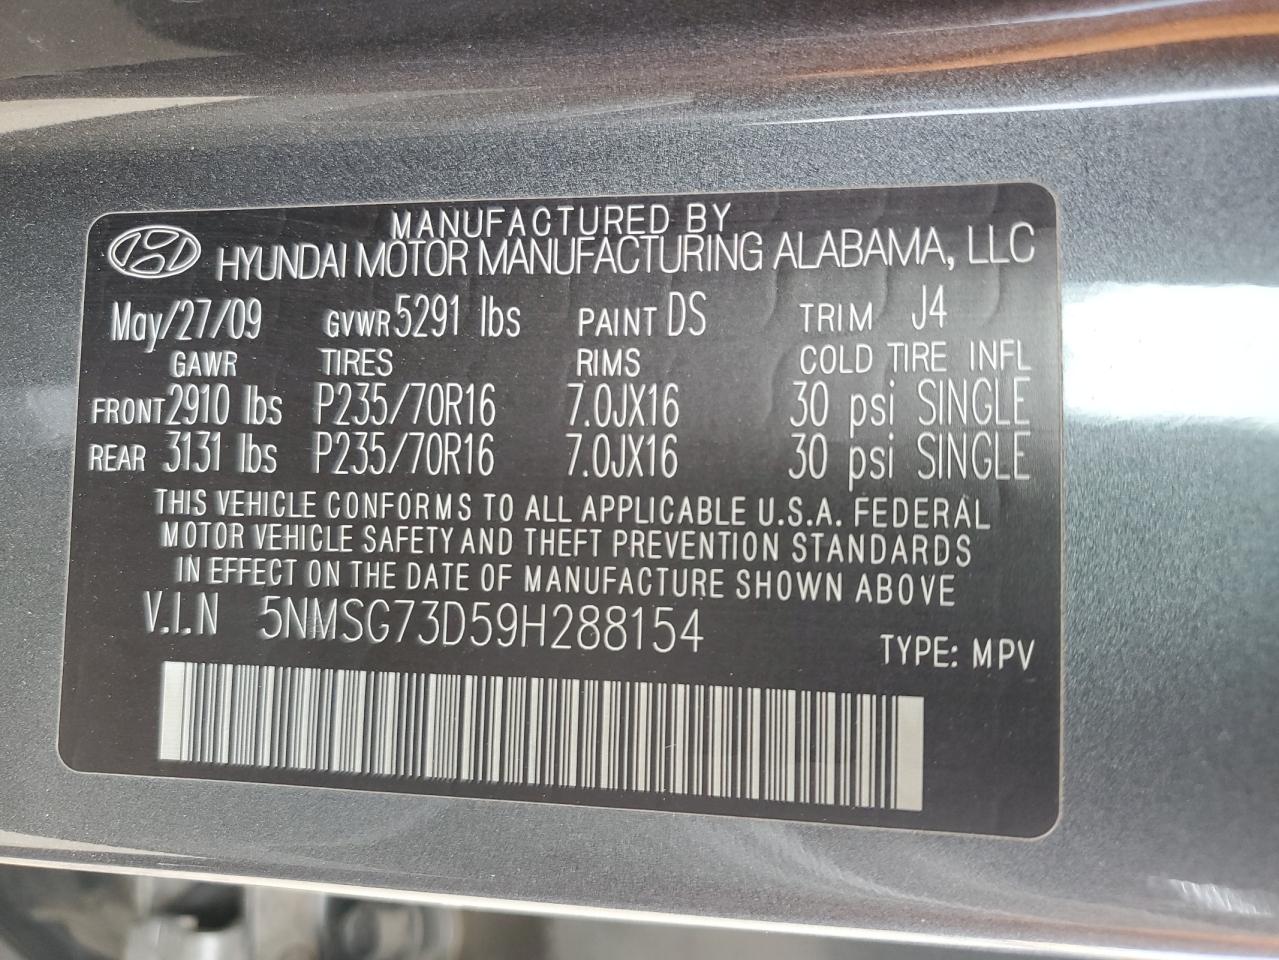 MANUFACTURED BY
HYUNDAI MOTOR MANUFACTURING ALABAMA, LLC
May/27/09 GVWR 5291 lbs PAINT DS TRIM J4
GAWR TIRES RIMS COLD TIRE INFL
FRONT 2910 lbs P235/70R16 7.0JX16 30 psi SINGLE
REAR 3131 lbs P235/70R16 7.0JX16 30 psi SINGLE
THIS VEHICLE CONFORMS TO ALL APPLICABLE U.S.A. FEDERAL
MOTOR VEHICLE SAFETY AND THEFT PREVENTION STANDARDS
IN EFFECT ON THE DATE OF MANUFACTURE SHOWN ABOVE
V.I.N 5NMSG73D59H288154
TYPE: MPV